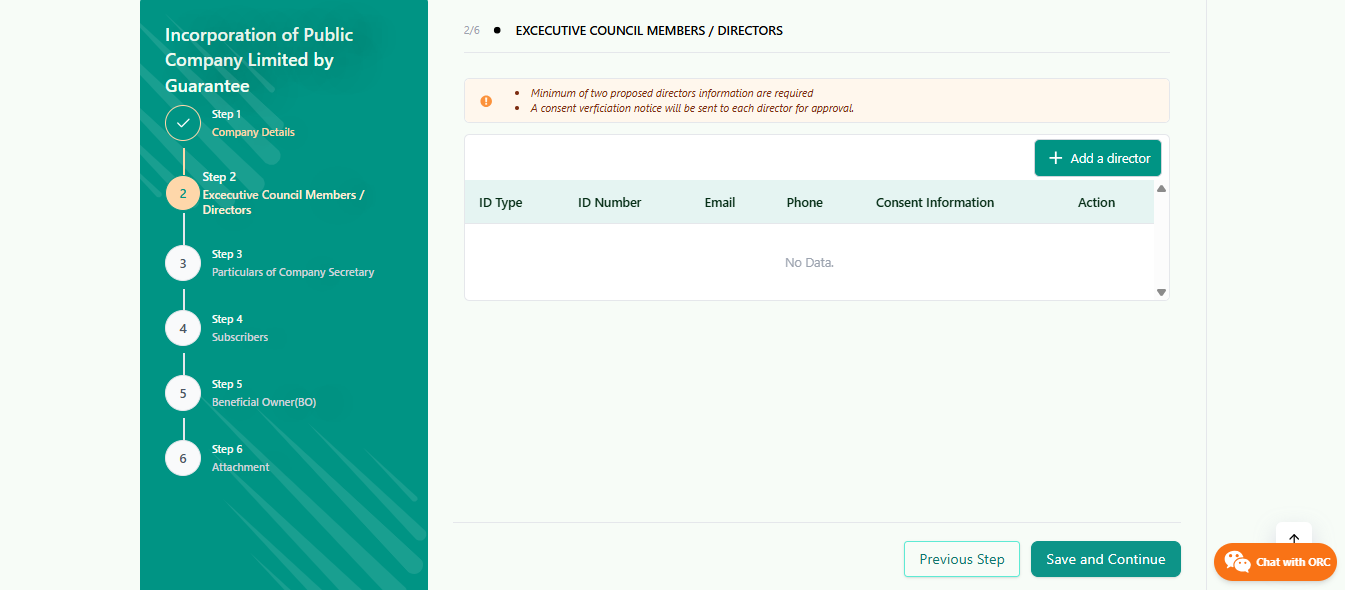 Incorporation of Public
Company Limited by
Guarantee
Step 1
Company Details
2
Step 2
Excecutive Council Members /
Directors
3
Step 3
Particulars of Company Secretary
4
Step 4
Subscribers
5
Step 5
Beneficial Owner(BO)
6
Step 6
Attachment
2/6 ● EXCECUTIVE COUNCIL MEMBERS / DIRECTORS
• Minimum of two proposed directors information are required
• A consent verficiation notice will be sent to each director for approval.
+ Add a director
ID Type ID Number Email Phone Consent Information Action
No Data.
Previous Step Save and Continue
Chat with ORC